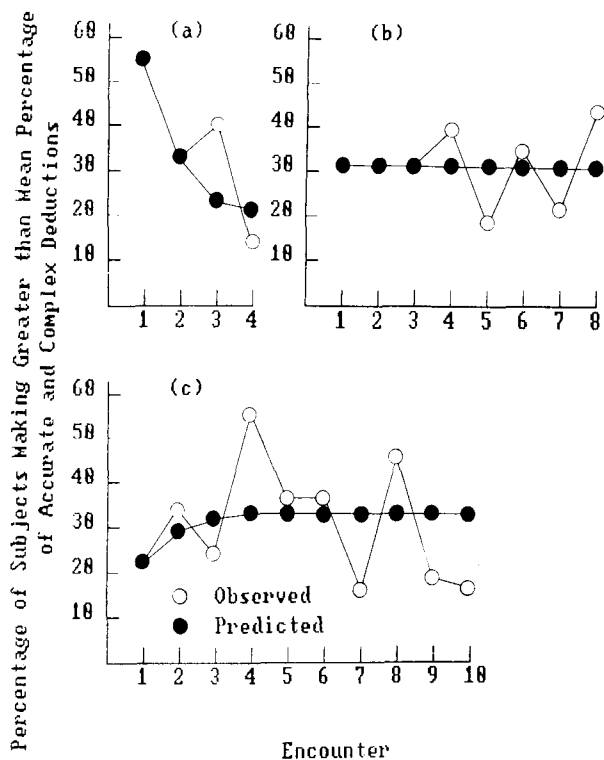 Percentage of Subjects Making Greater than Mean Percentage
of Accurate and Complex Deductions
(a)
60
50
40
30
20
10
1 2 3 4
(b)
60
50
40
30
20
10
1 2 3 4 5 6 7 8
(c)
60
50
40
30
20
10
Observed
Predicted
1 2 3 4 5 6 7 8 9 10
Encounter